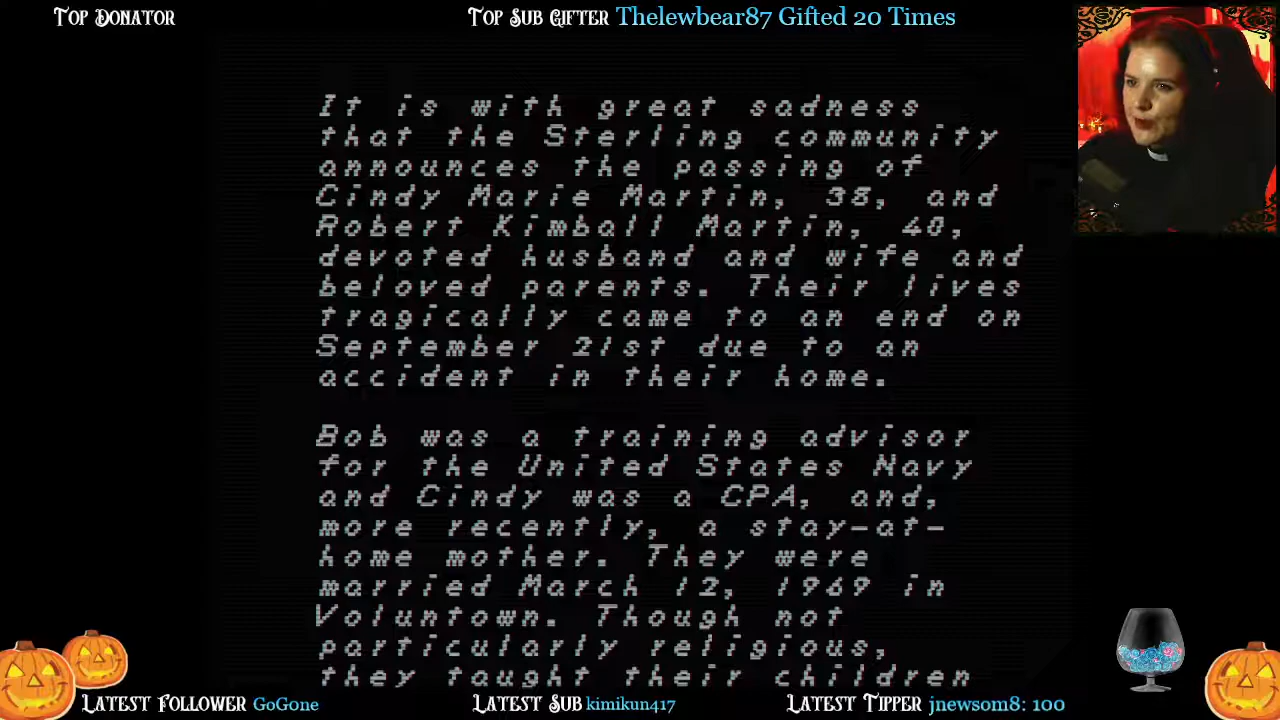 Top Donator
Top Sub Gifter Thelewbear87 Gifted 20 Times
It is with great sadness
that the Sterling community
announces the passing of
Cindy Marie Martin, 38, and
Robert Kimball Martin, 40,
devoted husband and wife and
beloved parents. Their lives
tragically came to an end on
September 21st due to an
accident in their home.
Bob was a training advisor
for the United States Navy
and Cindy was a CPA, and,
more recently, a stay-at-
home mother. They were
married March 12, 1969 in
Voluntown. Though not
particularly religious,
they taught their children
Latest Follower GoGone
Latest Sub kimikun417
Latest Tipper jnewsom8: 100